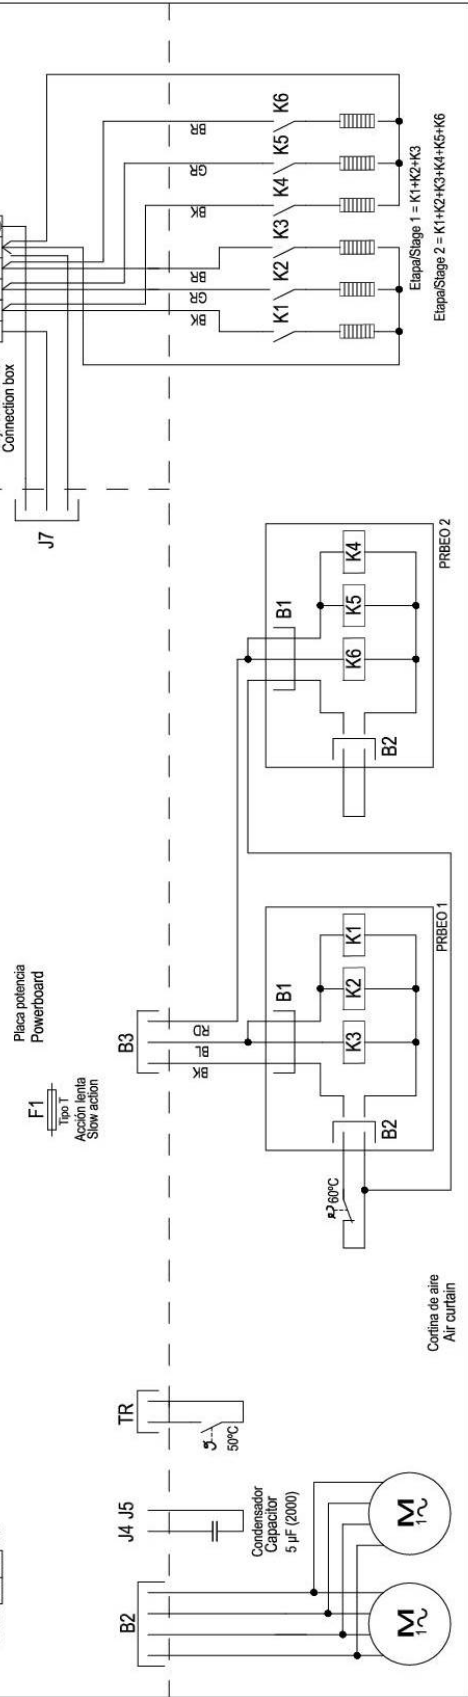 Connection box
J7
BR
GR
BK
BR
GR
BK
K6
K5
K4
K3
K2
K1
Etapa/Stage 1 = K1+K2+K3
Etapa/Stage 2 = K1+K2+K3+K4+K5+K6
B1
K4
K5
K6
B2
PRBEO 2
Placa potencia
Powerboard
F1
Tipo T
Acción lenta
Slow action
B3
RD
BL
BK
B1
K1
K2
K3
B2
PRBEO 1
60ºC
Cortina de aire
Air curtain
TR
50ºC
J4 J5
Condensador
Capacitor
5 µF (2000)
B2
M
1~
M
1~